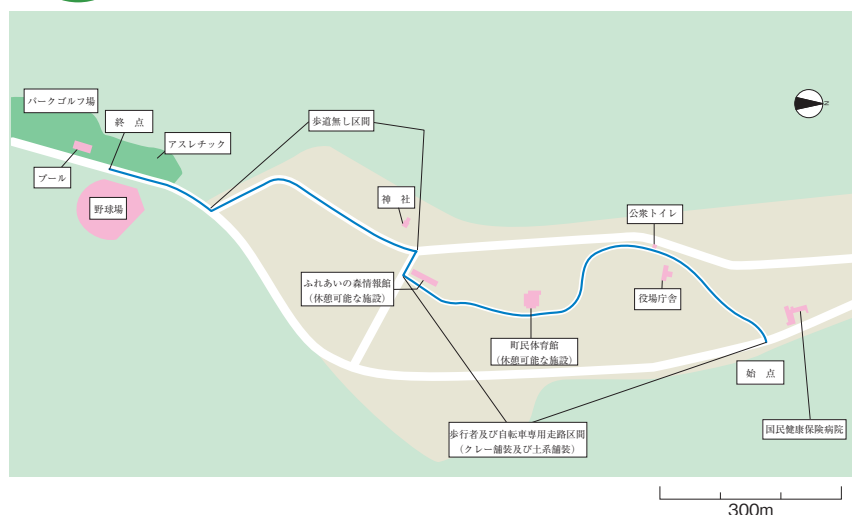 パークゴルフ場
終　点
歩道無し区間
アスレチック
プール
野球場
神　社
公衆トイレ
ふれあいの森情報館
（休憩可能な施設）
役場庁舎
町民体育館
（休憩可能な施設）
始　点
歩行者及び自転車専用走路区間
（クレー舗装及び土系舗装）
国民健康保険病院
N
300m